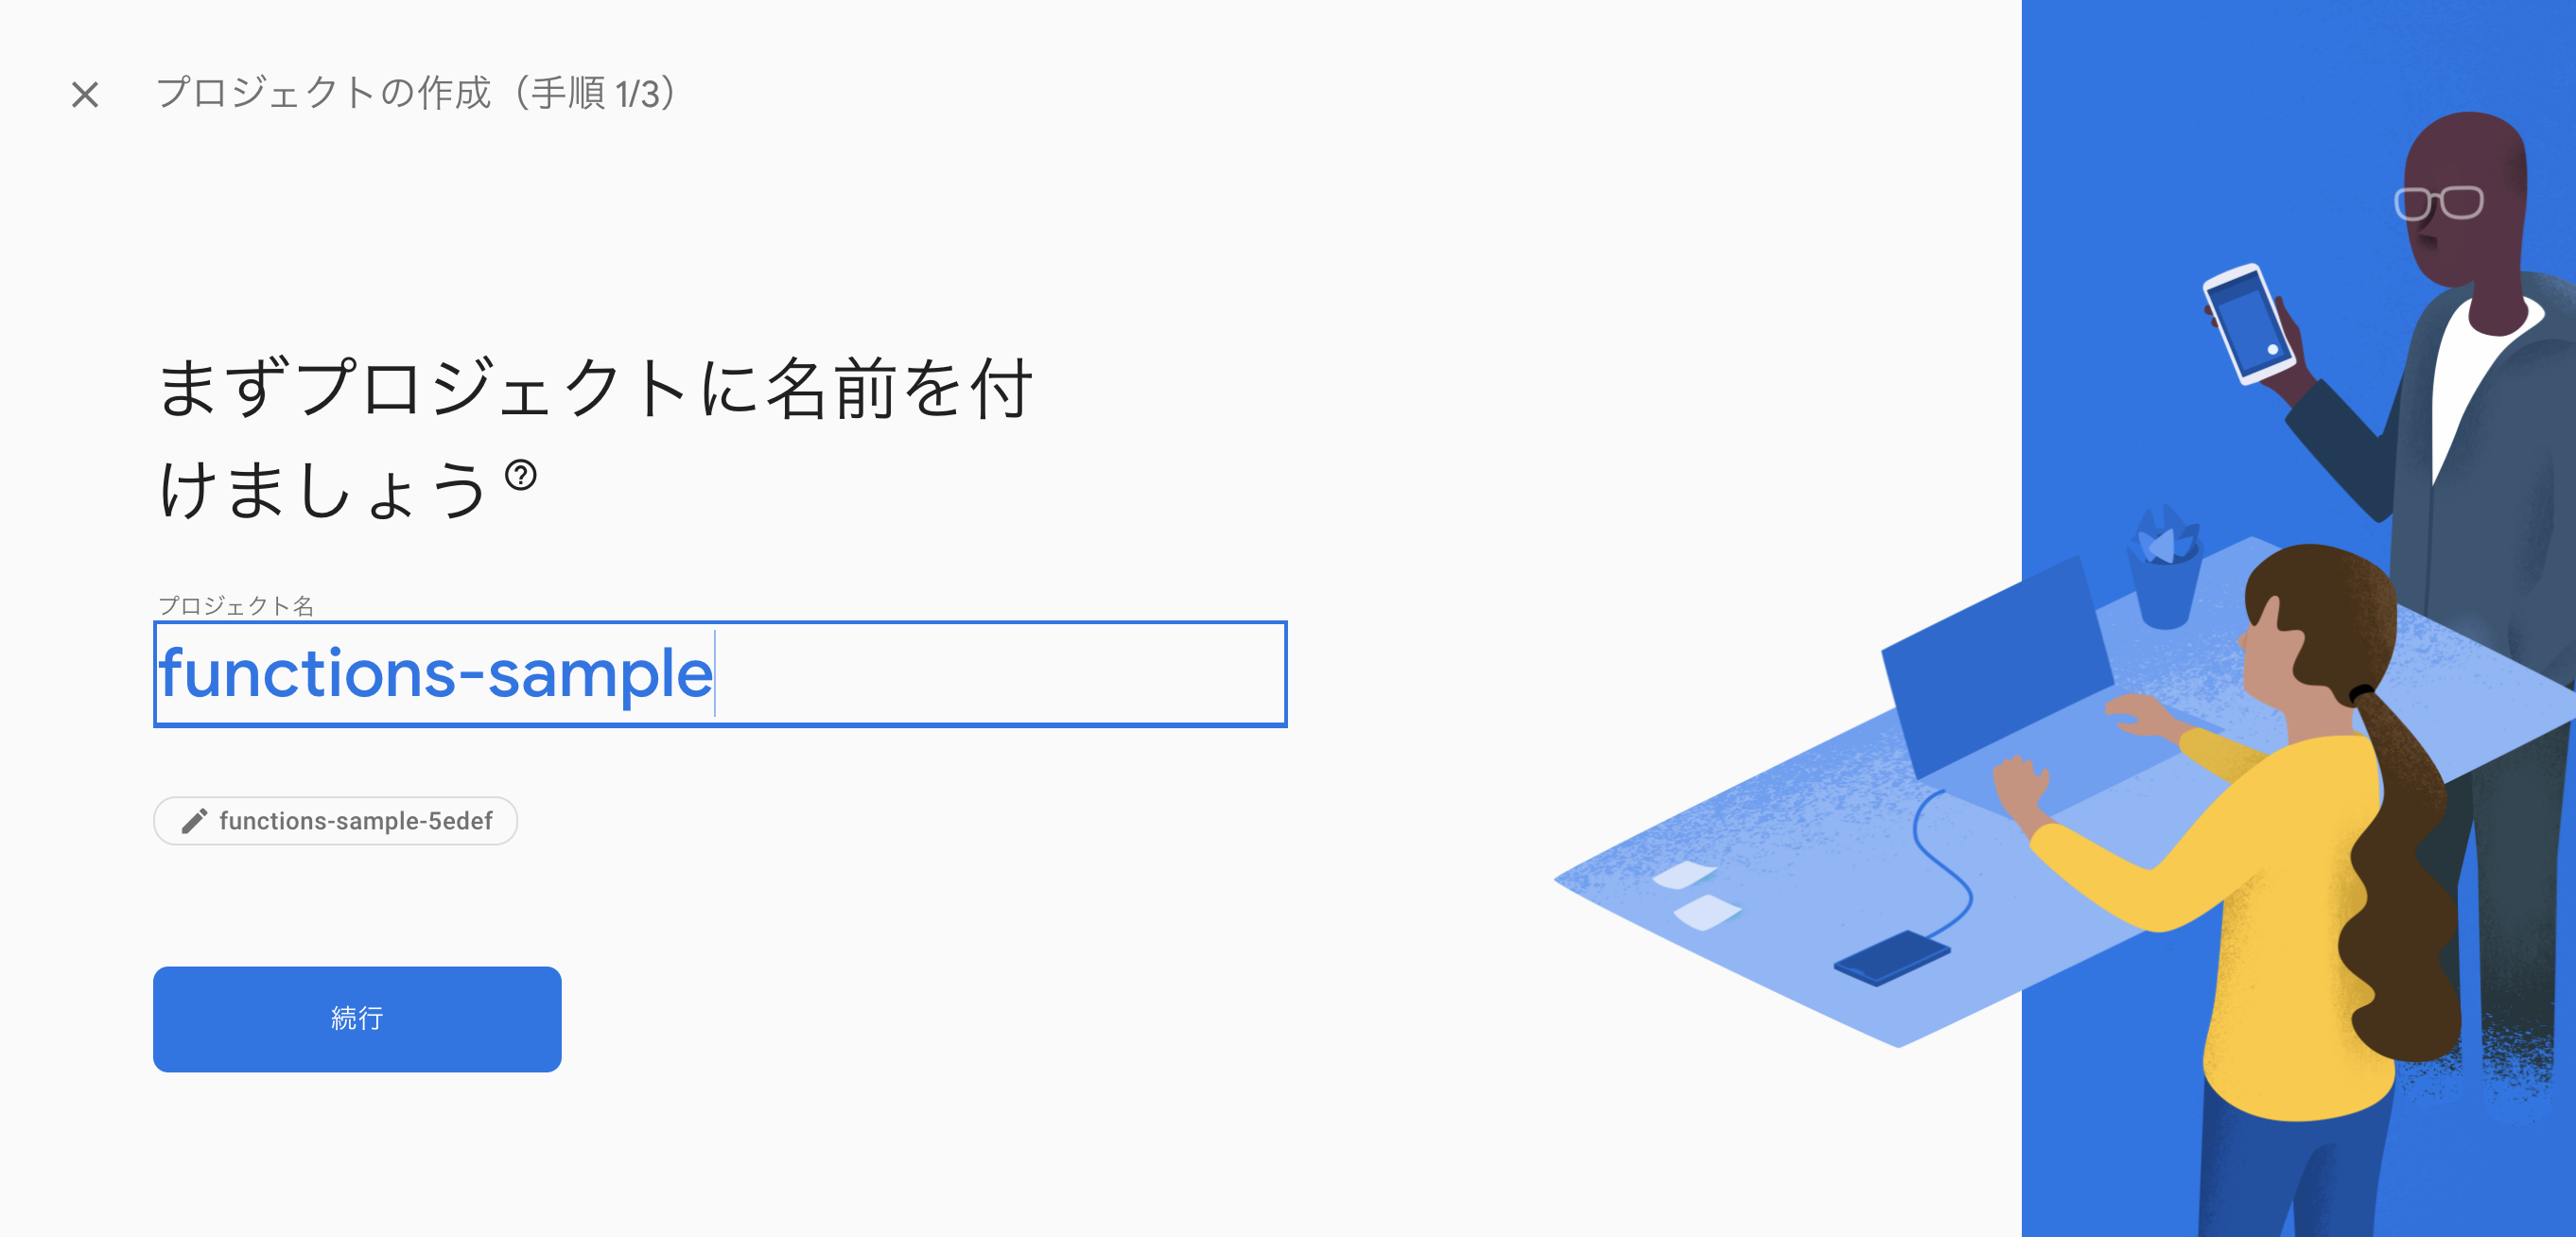 プロジェクトの作成（手順 1/3）
まずプロジェクトに名前を付
けましょう
プロジェクト名
functions-sample
functions-sample-5edef
続行